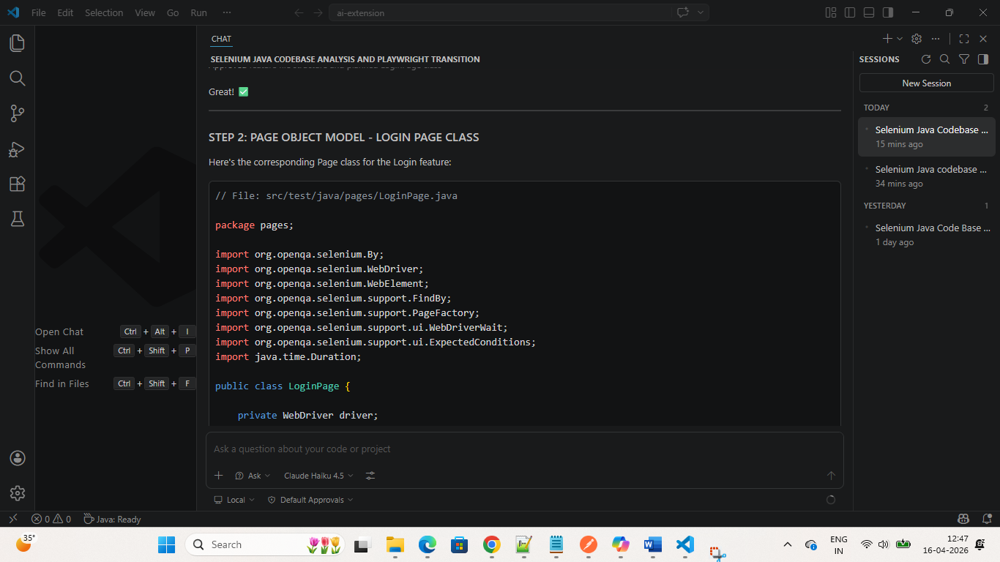 File Edit Selection View Go Run ···
ai-extension
CHAT
SELENIUM JAVA CODEBASE ANALYSIS AND PLAYWRIGHT TRANSITION
Great! ✅
STEP 2: PAGE OBJECT MODEL - LOGIN PAGE CLASS
Here's the corresponding Page class for the Login feature:
// File: src/test/java/pages/LoginPage.java
package pages;
import org.openqa.selenium.By;
import org.openqa.selenium.WebDriver;
import org.openqa.selenium.WebElement;
import org.openqa.selenium.support.FindBy;
import org.openqa.selenium.support.PageFactory;
import org.openqa.selenium.support.ui.WebDriverWait;
import org.openqa.selenium.support.ui.ExpectedConditions;
import java.time.Duration;
public class LoginPage {
private WebDriver driver;
Ask a question about your code or project
Ask Claude Haiku 4.5
Local Default Approvals
Open Chat Ctrl + Alt + I
Show All Commands Ctrl + Shift + P
Find in Files Ctrl + Shift + F
SESSIONS
New Session
TODAY 2
Selenium Java Codebase ...
15 mins ago
Selenium Java codebase ...
34 mins ago
YESTERDAY 1
Selenium Java Code Base ...
1 day ago
0 0 Java: Ready
35°
Search
ENG
IN
12:47
16-04-2026